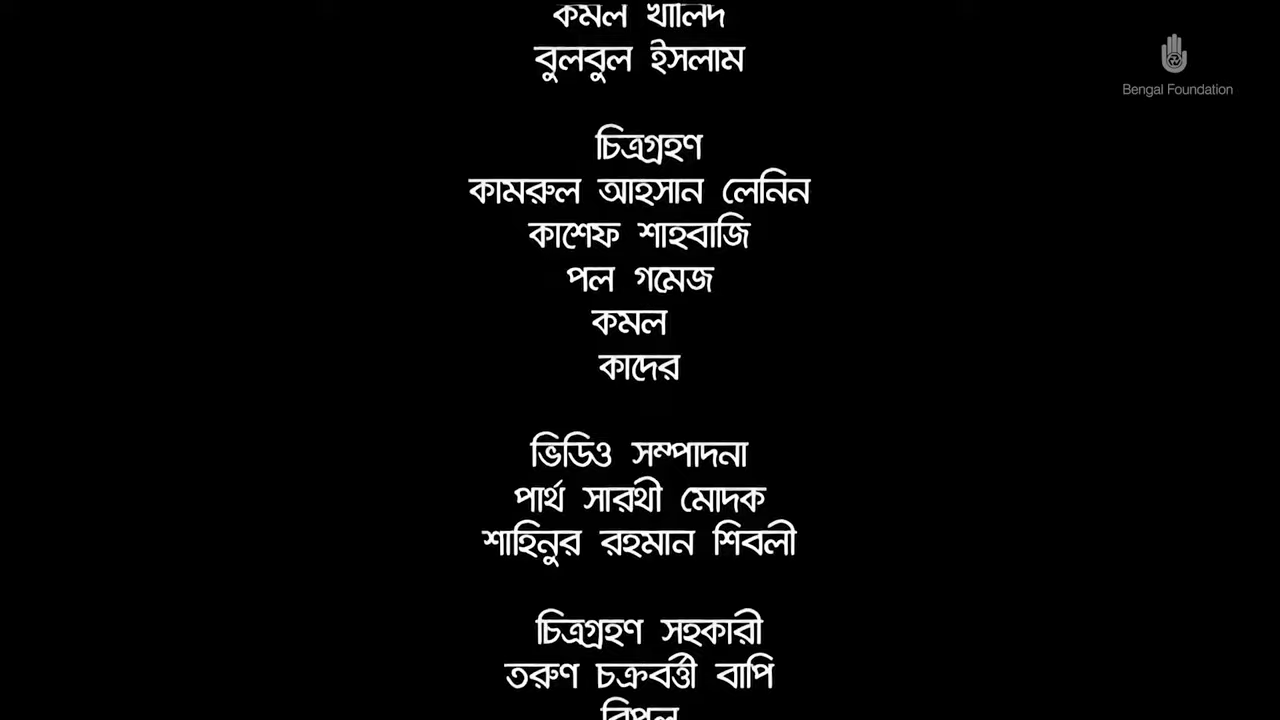 কমল খালিদ
বুলবুল ইসলাম
Bengal Foundation
চিত্রগ্রহণ
কামরুল আহসান লেনিন
কাশেফ শাহবাজি
পল গমেজ
কমল
কাদের
ভিডিও সম্পাদনা
পার্থ সারথী মোদক
শাহিনুর রহমান শিবলী
চিত্রগ্রহণ সহকারী
তরুণ চক্রবর্ত্তী বাপি